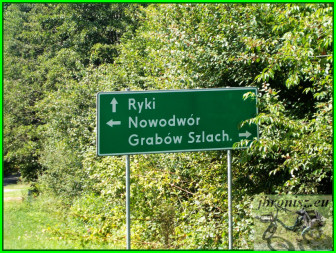 ↑ Ryki
← Nowodwór
Grabów Szlach. →
jbronisz.eu